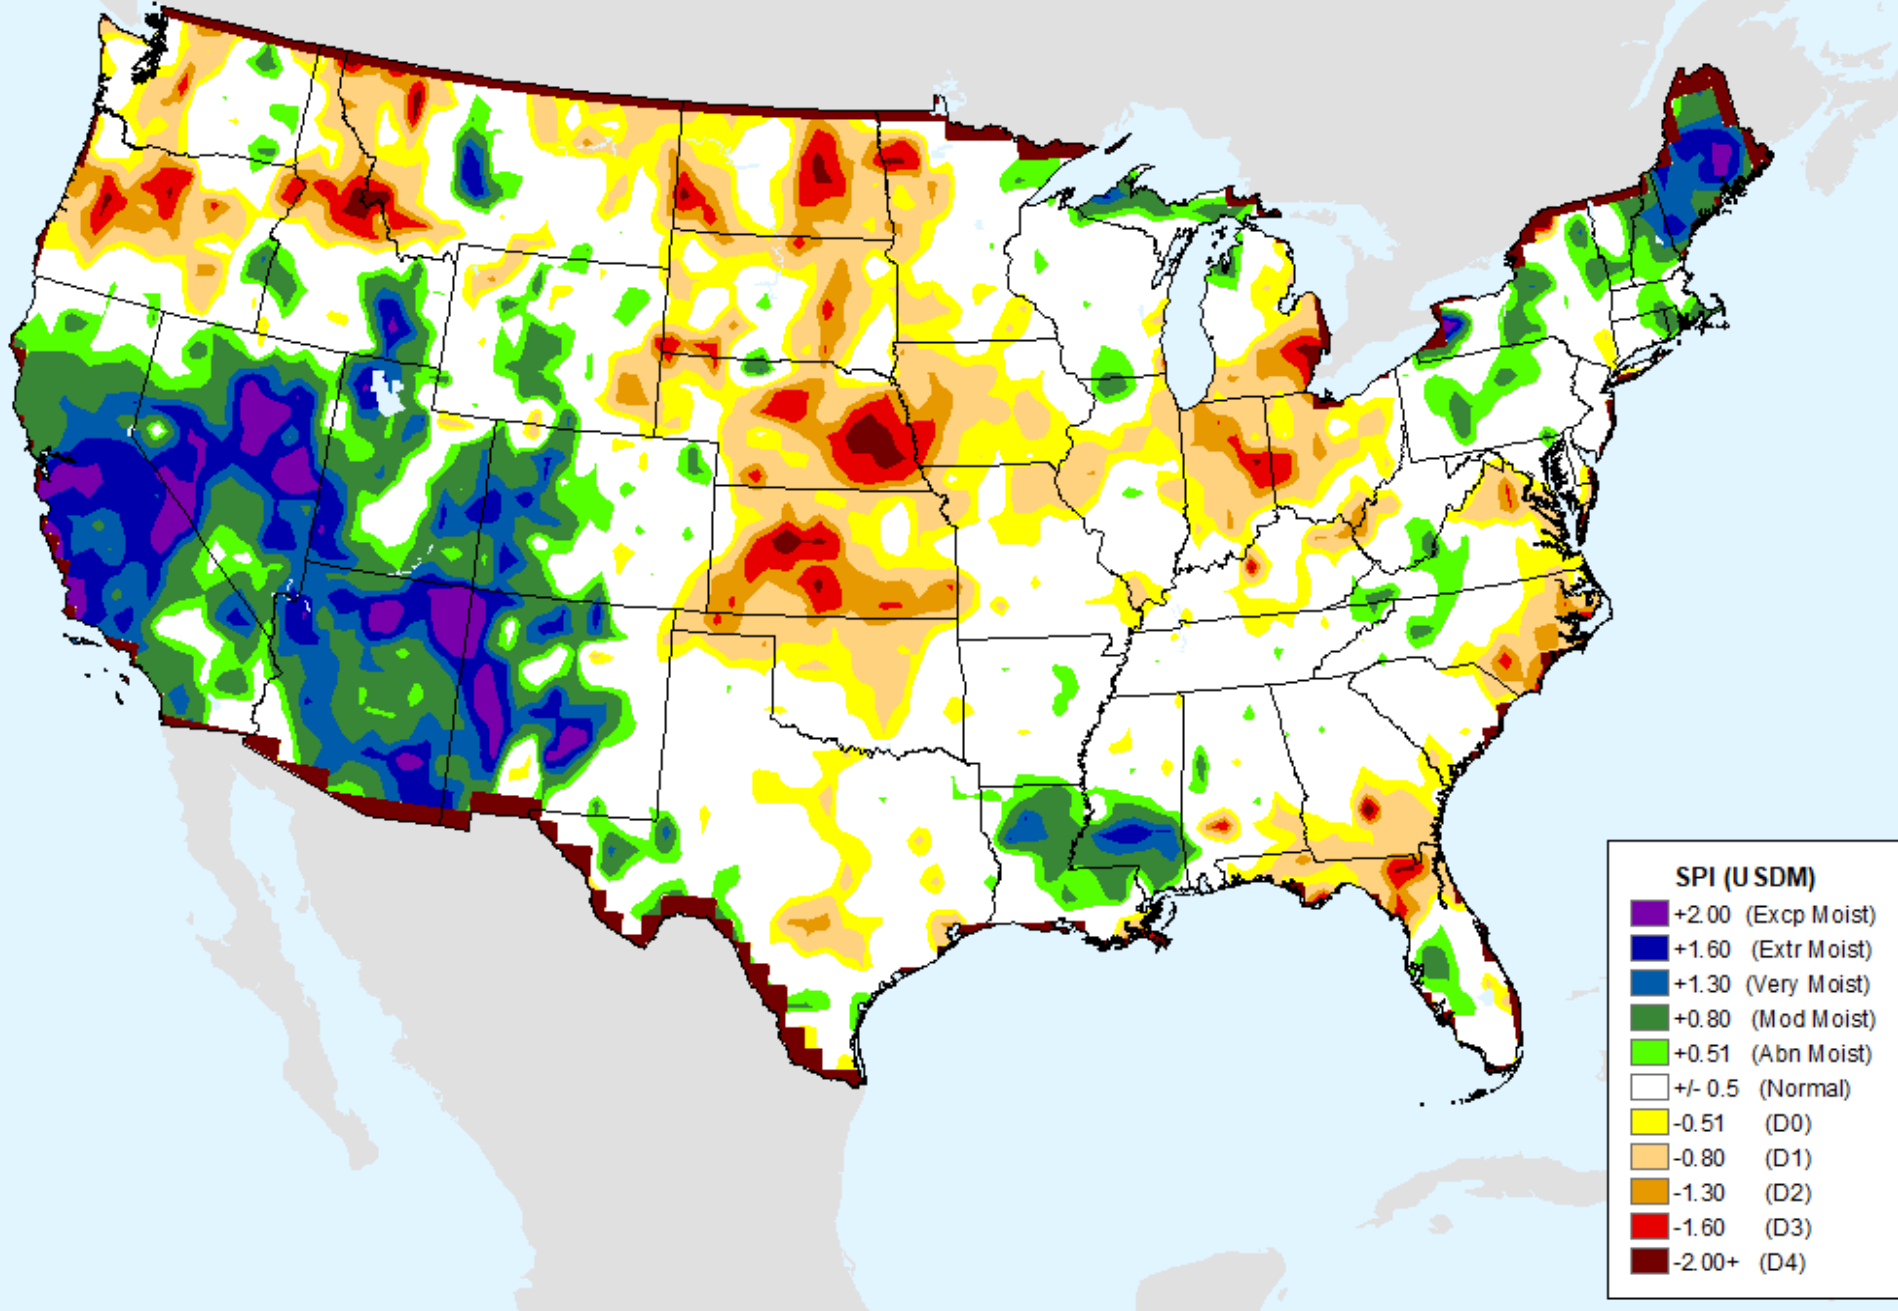 SPI (USDM)
+2.00 (Excp Moist)
+1.60 (Extr Moist)
+1.30 (Very Moist)
+0.80 (Mod Moist)
+0.51 (Abn Moist)
+/- 0.5 (Normal)
-0.51 (D0)
-0.80 (D1)
-1.30 (D2)
-1.60 (D3)
-2.00+ (D4)